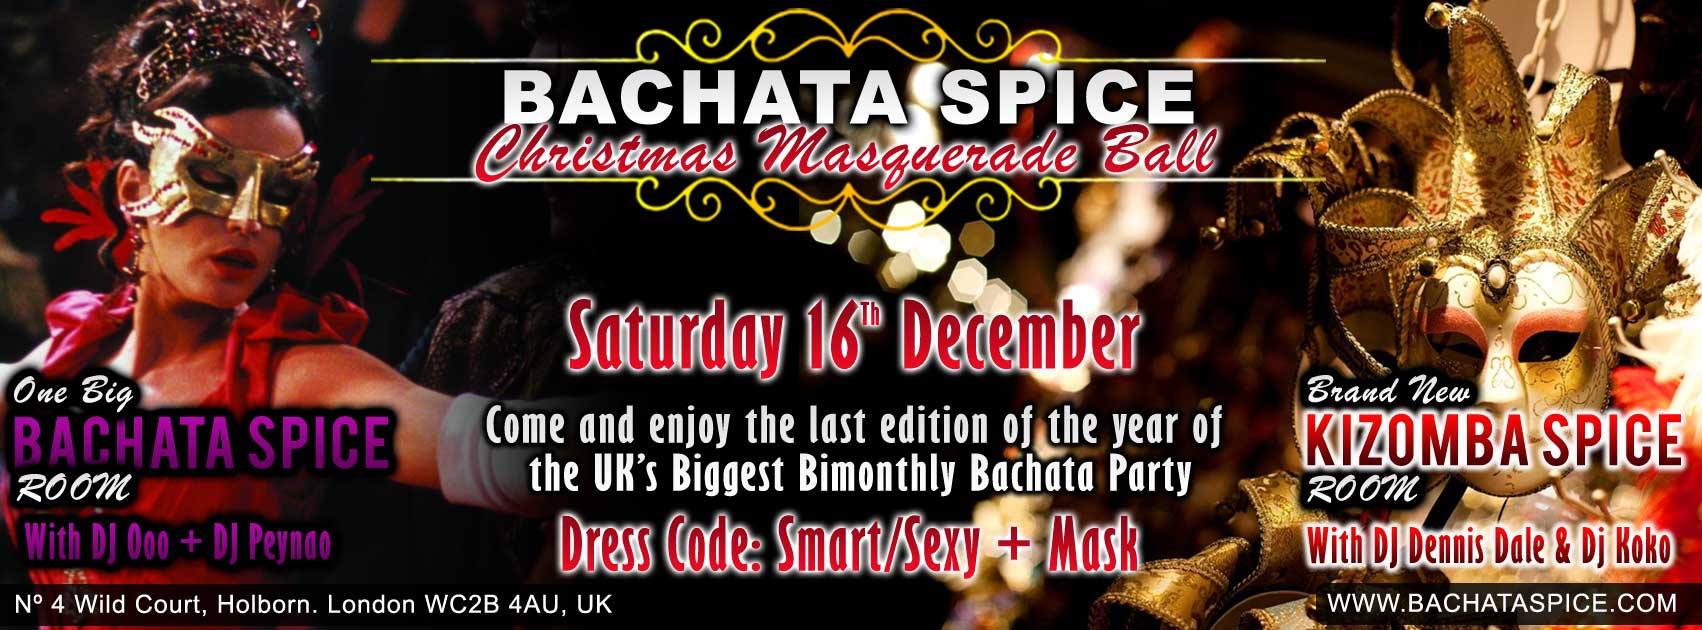 BACHATA SPICE
Christmas Masquerade Ball
Saturday 16Th December
Come and enjoy the last edition of the year of
the UK's Biggest Bimonthly Bachata Party
Dress Code: Smart/Sexy + Mask
One Big
BACHATA SPICE
ROOM
With DJ Ooo + DJ Peynao
Brand New
KIZOMBA SPICE
ROOM
With DJ Dennis Dale & Dj Koko
Nº 4 Wild Court, Holborn. London WC2B 4AU, UK
WWW.BACHATASPICE.COM